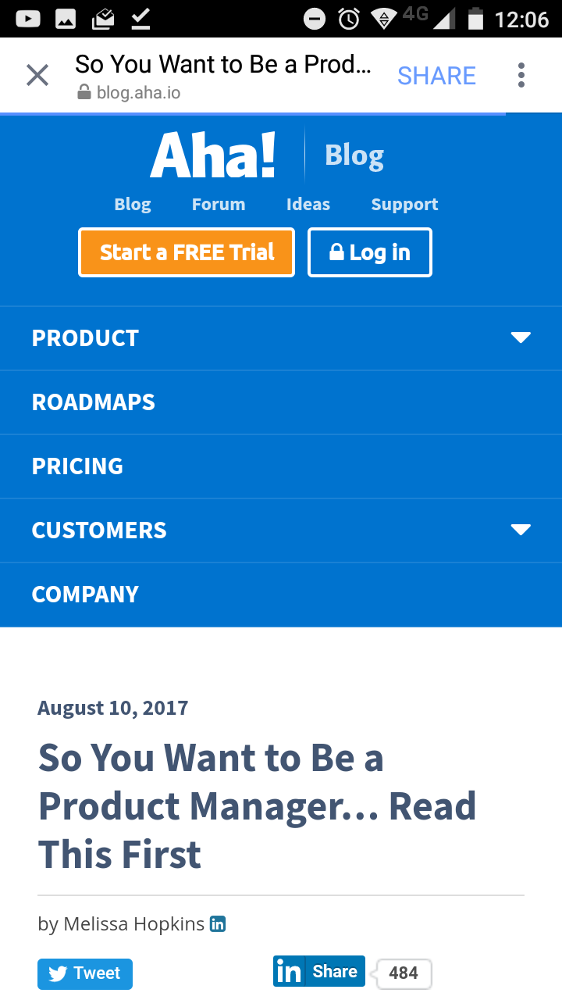 4G 12:06
So You Want to Be a Prod...
blog.aha.io
SHARE
Aha! Blog
Blog Forum Ideas Support
Start a FREE Trial Log in
PRODUCT
ROADMAPS
PRICING
CUSTOMERS
COMPANY
August 10, 2017
So You Want to Be a
Product Manager... Read
This First
by Melissa Hopkins in
Tweet in Share 484